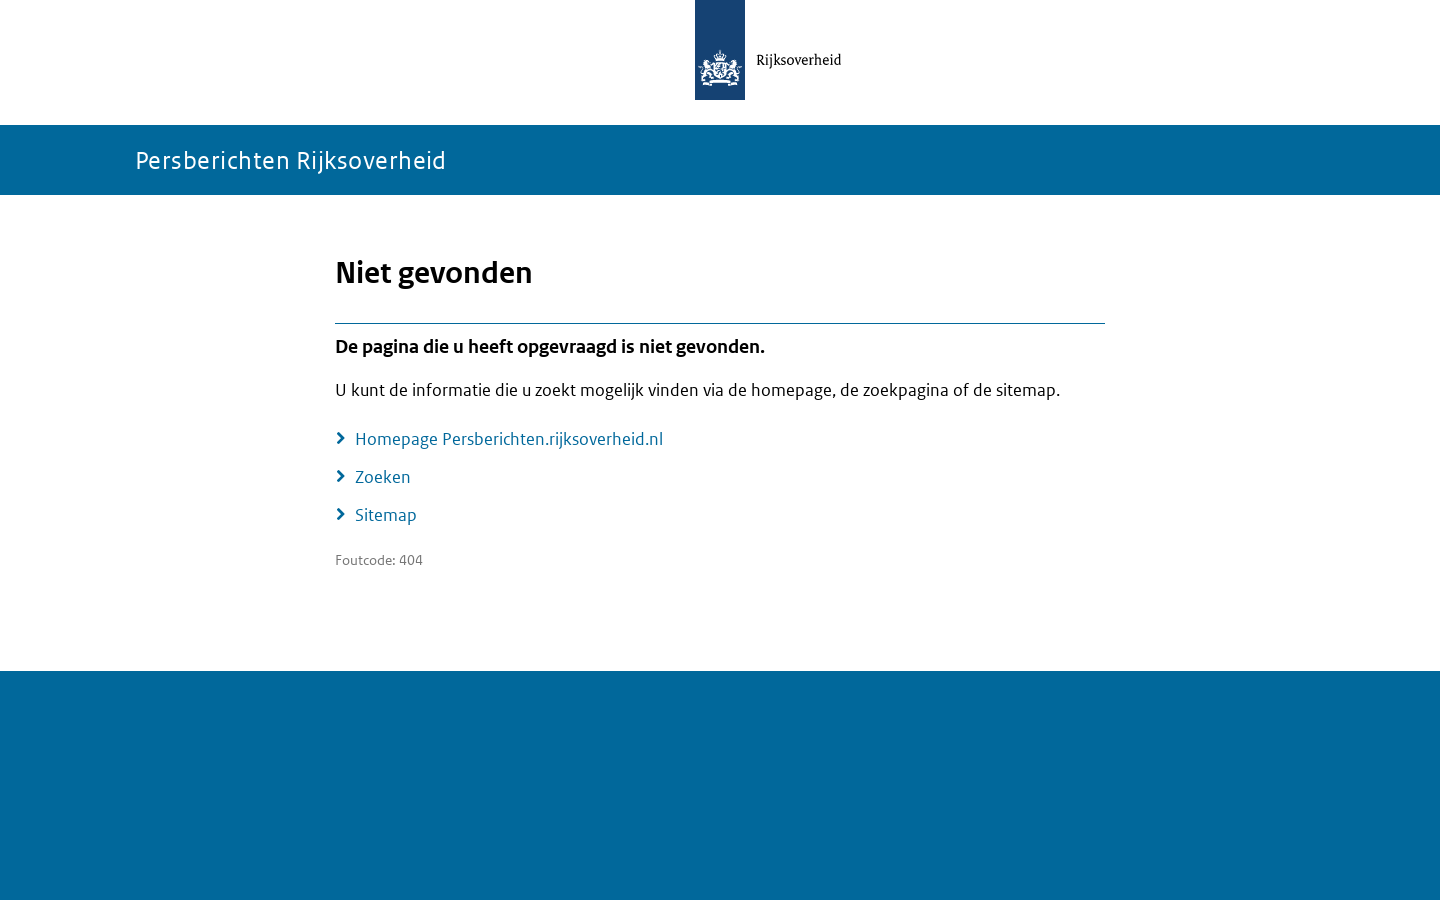 Rijksoverheid
Persberichten Rijksoverheid
Niet gevonden
De pagina die u heeft opgevraagd is niet gevonden.
U kunt de informatie die u zoekt mogelijk vinden via de homepage, de zoekpagina of de sitemap.
Homepage Persberichten.rijksoverheid.nl
Zoeken
Sitemap
Foutcode: 404